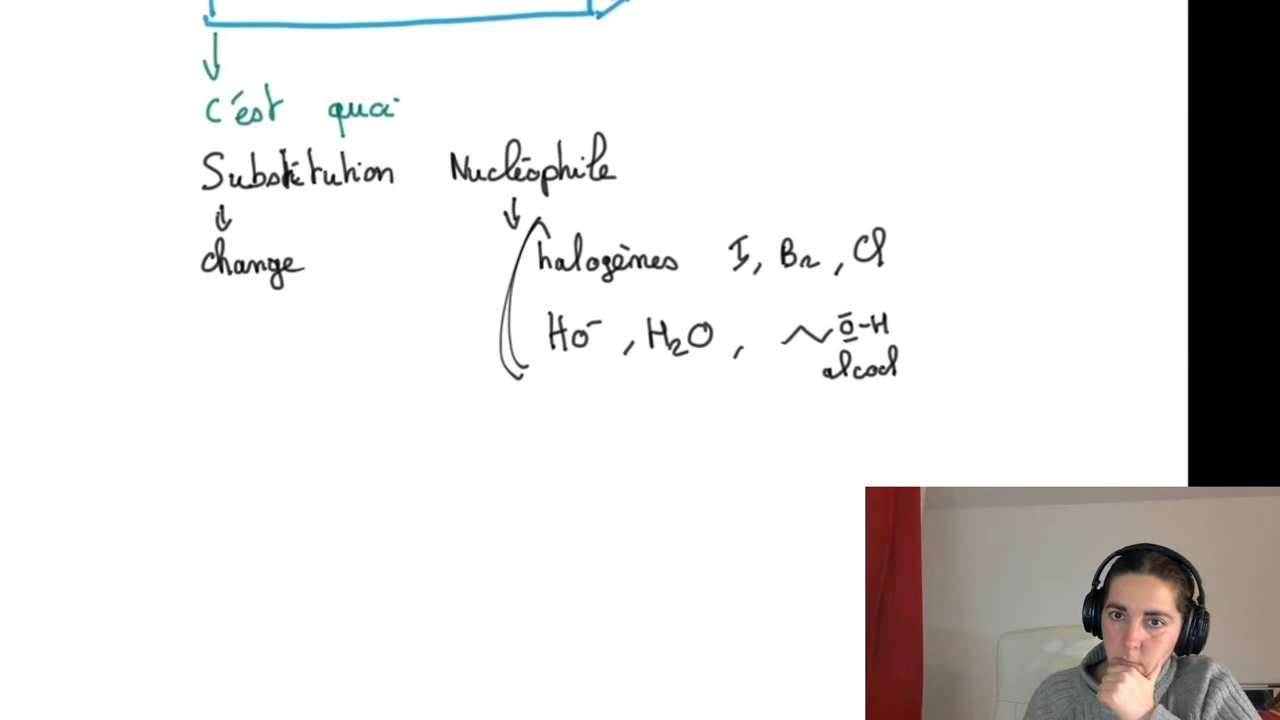 C'est quoi
Substitution Nucléophile
change
halogènes I, Br, Cl
HO⁻, H₂O, O-H
alcool